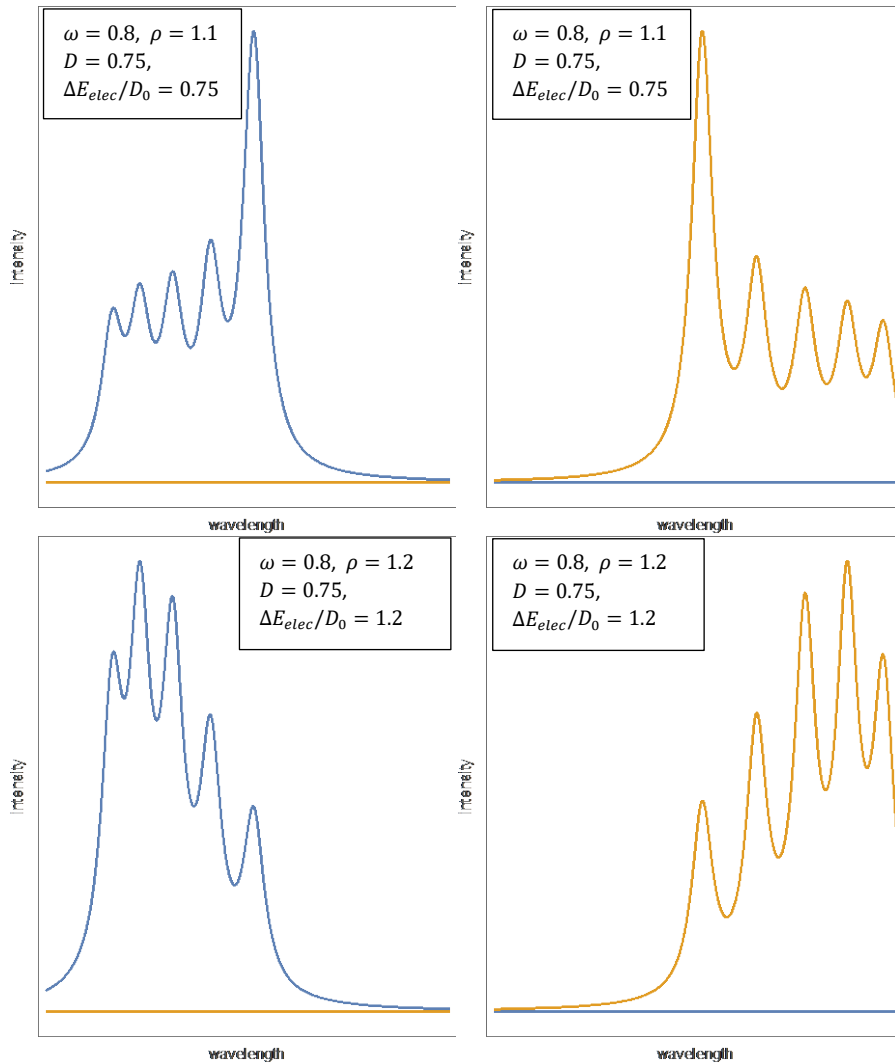 ω = 0.8, ρ = 1.1
D = 0.75,
ΔE_elec/D_0 = 0.75
Intensity
wavelength
ω = 0.8, ρ = 1.1
D = 0.75,
ΔE_elec/D_0 = 0.75
Intensity
wavelength
ω = 0.8, ρ = 1.2
D = 0.75,
ΔE_elec/D_0 = 1.2
Intensity
wavelength
ω = 0.8, ρ = 1.2
D = 0.75,
ΔE_elec/D_0 = 1.2
Intensity
wavelength